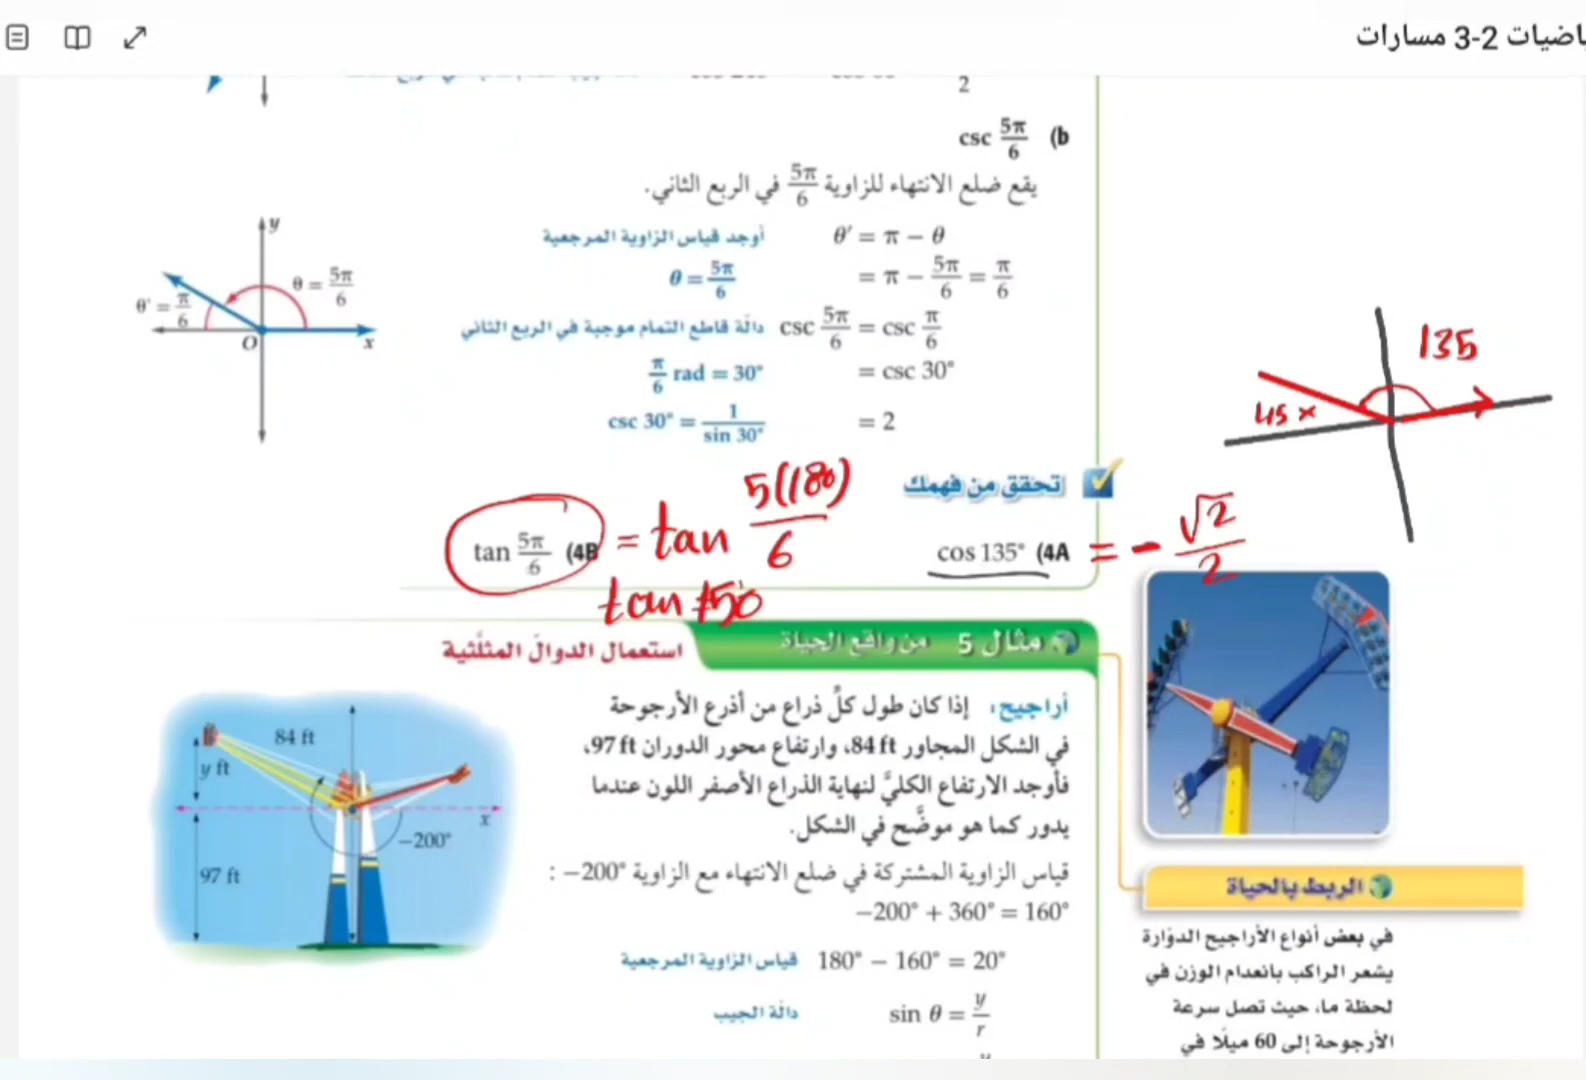 رياضيات 2-3 مسارات
2
csc 5π/6 (b
يقع ضلع الانتهاء للزاوية 5π/6 في الربع الثاني.
أوجد قياس الزاوية المرجعية θ′ = π − θ
θ = 5π/6 = π − 5π/6 = π/6
دالّة قاطع التمام موجبة في الربع الثاني csc 5π/6 = csc π/6
π/6 rad = 30° = csc 30°
csc 30° = 1/sin 30° = 2
y
θ = 5π/6
θ' = π/6
O
x
135
45
تحقق من فهمك
cos 135° (4A = - √2/2
tan 5π/6 (4B = tan 5(180)/6
tan 150
مثال 5 من واقع الحياة استعمال الدوالّ المثلّثية
أراجيح: إذا كان طول كلِّ ذراع من أذرع الأرجوحة
في الشكل المجاور 84 ft، وارتفاع محور الدوران 97 ft،
فأوجد الارتفاع الكليَّ لنهاية الذراع الأصفر اللون عندما
يدور كما هو موضَّح في الشكل.
قياس الزاوية المشتركة في ضلع الانتهاء مع الزاوية −200° :
−200° + 360° = 160°
قياس الزاوية المرجعية 180° − 160° = 20°
دالّة الجيب sin θ = y/r
84 ft
y ft
x
−200°
97 ft
الربط بالحياة
في بعض أنواع الأراجيح الدوّارة
يشعر الراكب بانعدام الوزن في
لحظة ما، حيث تصل سرعة
الأرجوحة إلى 60 ميلًا في